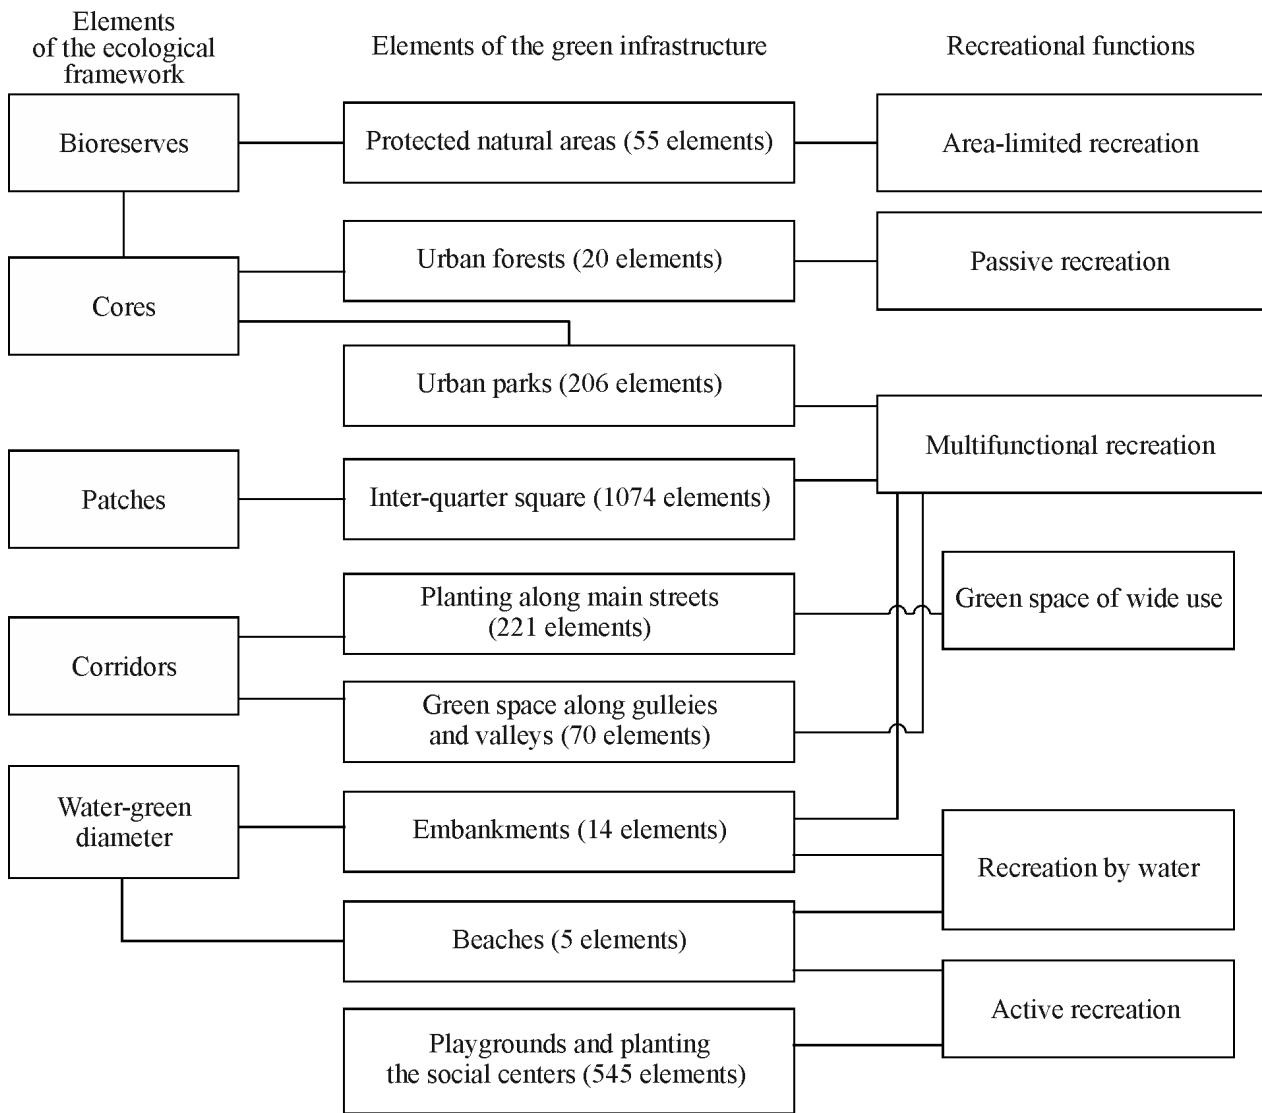 Elements
of the ecological
framework
Elements of the green infrastructure
Recreational functions
Bioreserves
Protected natural areas (55 elements)
Area-limited recreation
Urban forests (20 elements)
Passive recreation
Cores
Urban parks (206 elements)
Multifunctional recreation
Patches
Inter-quarter square (1074 elements)
Planting along main streets
(221 elements)
Green space of wide use
Corridors
Green space along gulleies
and valleys (70 elements)
Water-green
diameter
Embankments (14 elements)
Recreation by water
Beaches (5 elements)
Active recreation
Playgrounds and planting
the social centers (545 elements)